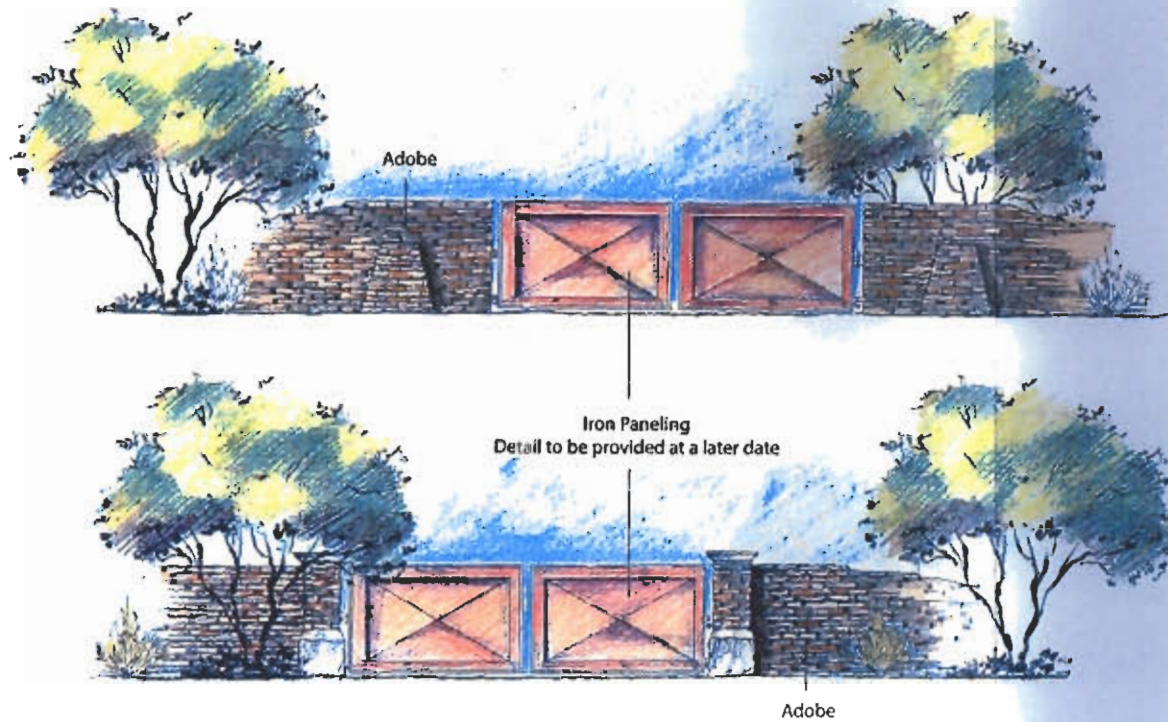 Adobe
Iron Paneling
Detail to be provided at a later date
Adobe